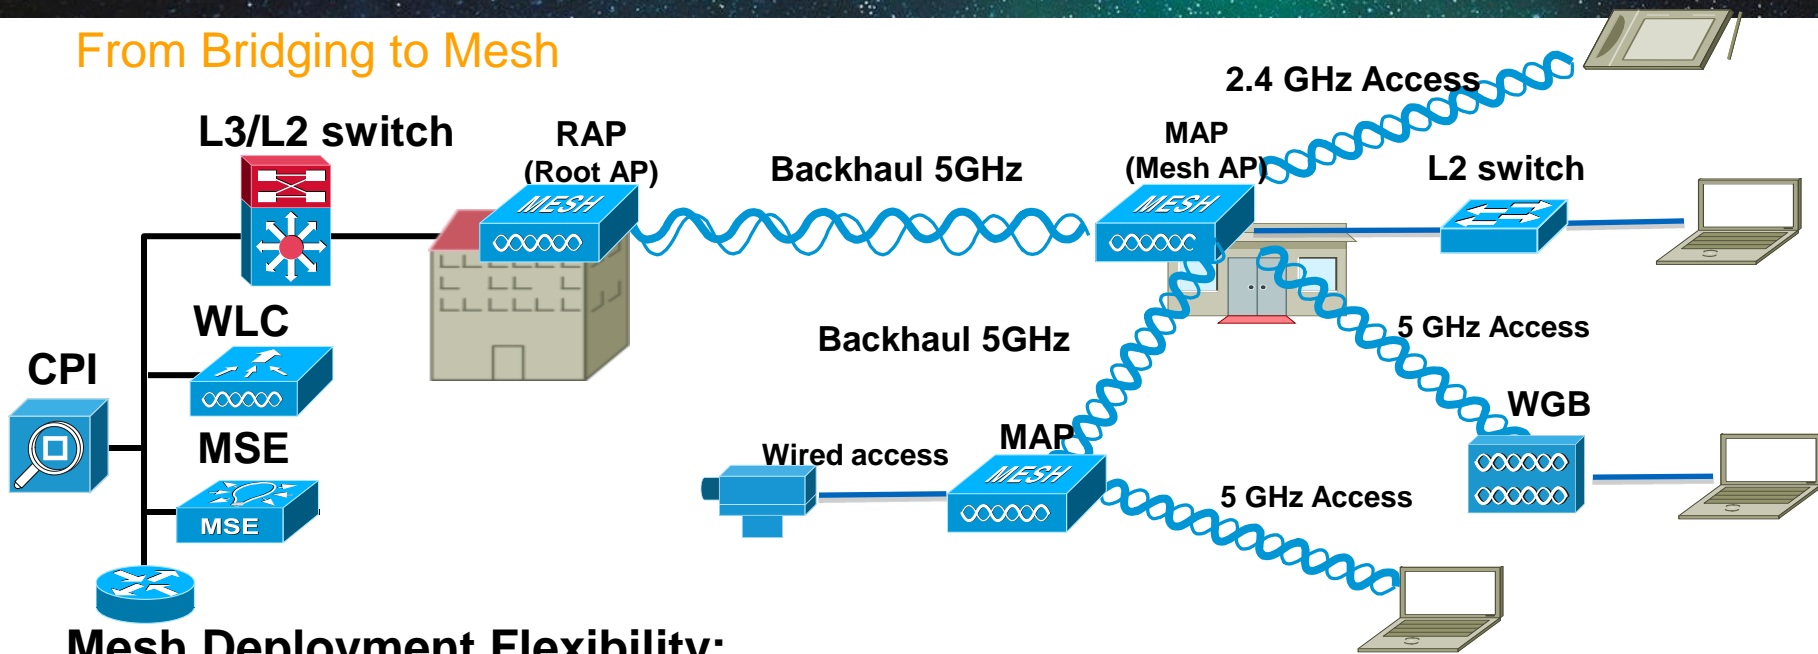 From Bridging to Mesh
2.4 GHz Access
L3/L2 switch
RAP
(Root AP)
MESH
Backhaul 5GHz
MAP
(Mesh AP)
MESH
L2 switch
WLC
Backhaul 5GHz
5 GHz Access
CPI
WGB
MSE
MSE
Wired access
MAP
MESH
5 GHz Access
Mesh Deployment Flexibility: